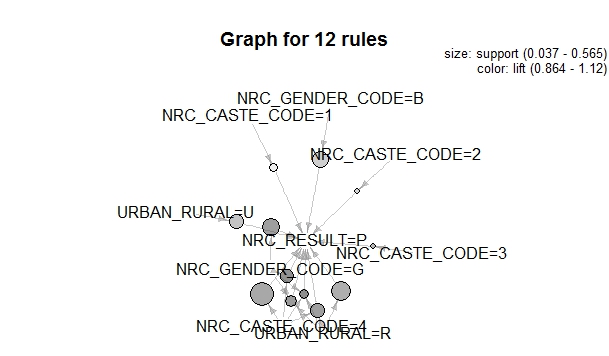 Graph for 12 rules
size: support (0.037 - 0.565)
color: lift (0.864 - 1.12)
NRC_GENDER_CODE=B
NRC_CASTE_CODE=1
NRC_CASTE_CODE=2
URBAN_RURAL=U
NRC_RESULT=P
NRC_CASTE_CODE=3
NRC_GENDER_CODE=G
NRC_CASTE_CODE=4
URBAN_RURAL=R